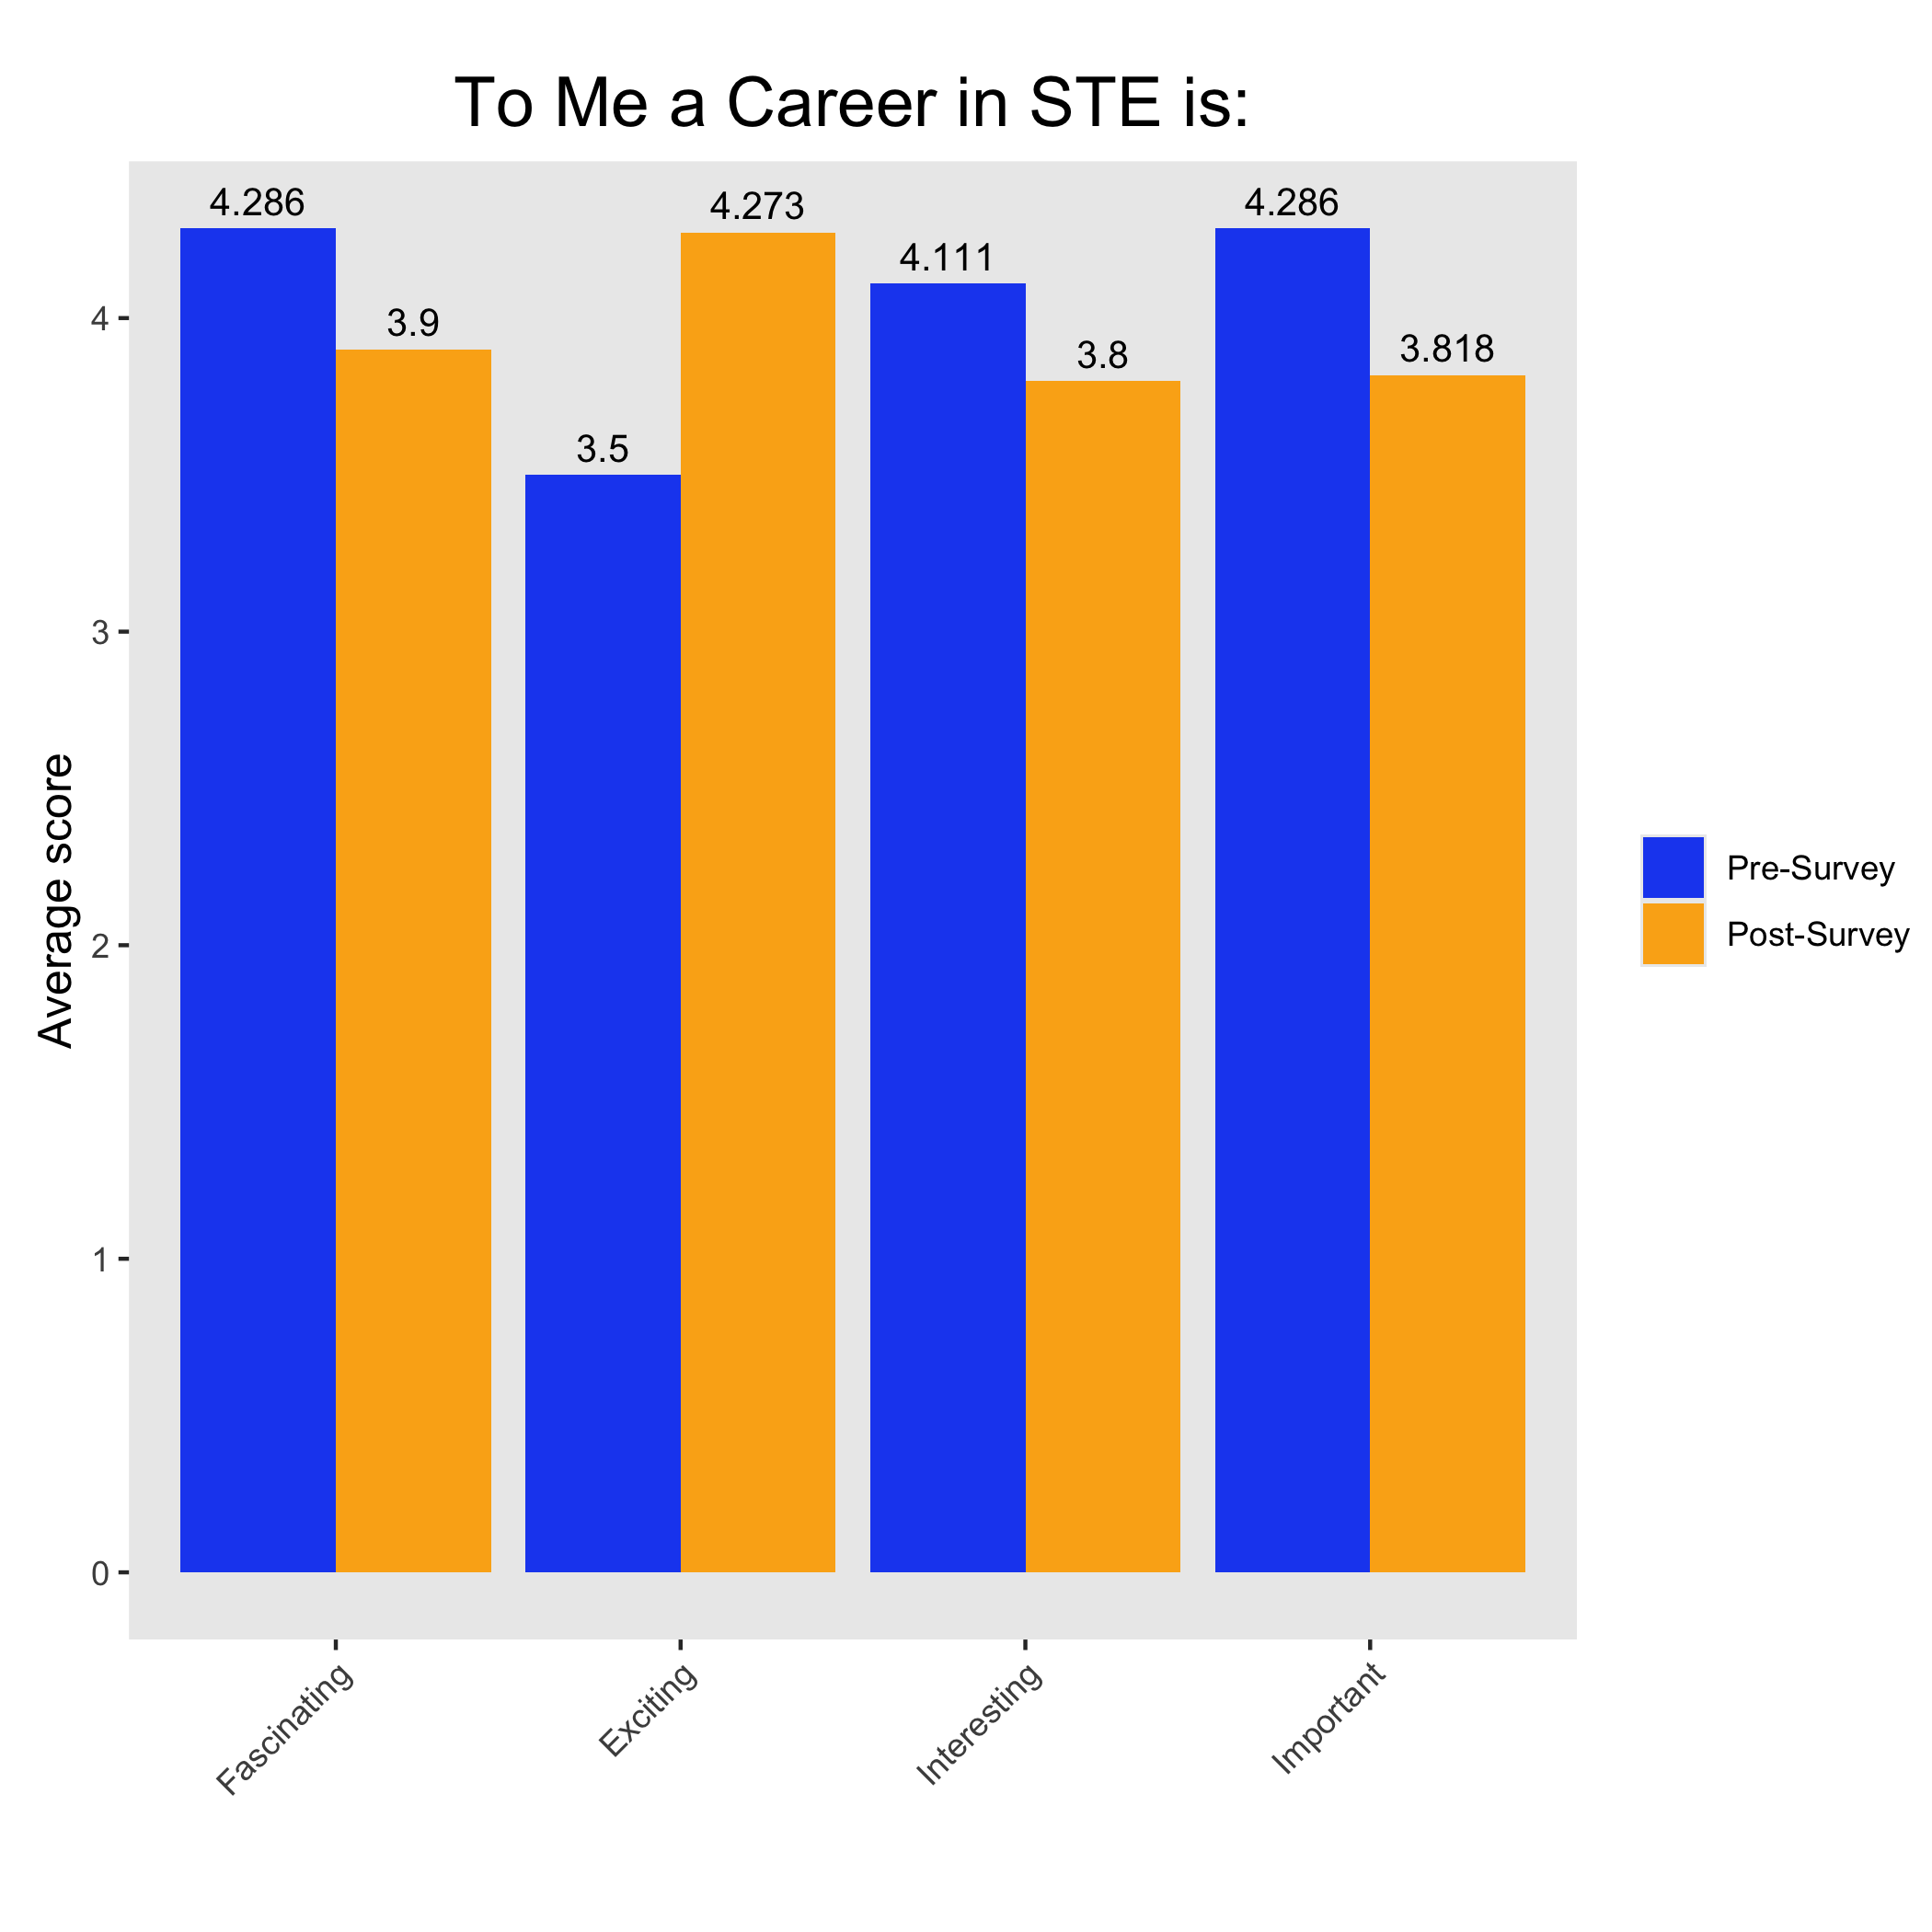 To Me a Career in STE is:
4.286
3.9
3.5
4.273
4.111
3.8
4.286
3.818
4
3
2
1
0
Average score
Fascinating
Exciting
Interesting
Important
Pre-Survey
Post-Survey